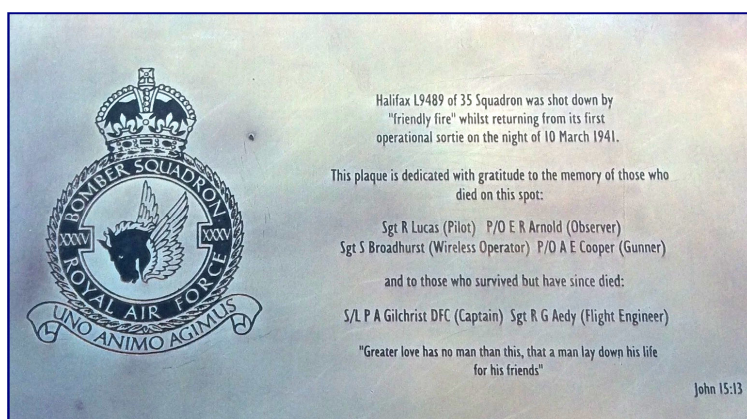 BOMBER SQUADRON
XXXV XXXV
ROYAL AIR FORCE
UNO ANIMO AGIMUS
Halifax L9489 of 35 Squadron was shot down by
"friendly fire" whilst returning from its first
operational sortie on the night of 10 March 1941.
This plaque is dedicated with gratitude to the memory of those who
died on this spot:
Sgt R Lucas (Pilot) P/O E R Arnold (Observer)
Sgt S Broadhurst (Wireless Operator) P/O A E Cooper (Gunner)
and to those who survived but have since died:
S/L P A Gilchrist DFC (Captain) Sgt R G Aedy (Flight Engineer)
"Greater love has no man than this, that a man lay down his life
for his friends"
John 15:13